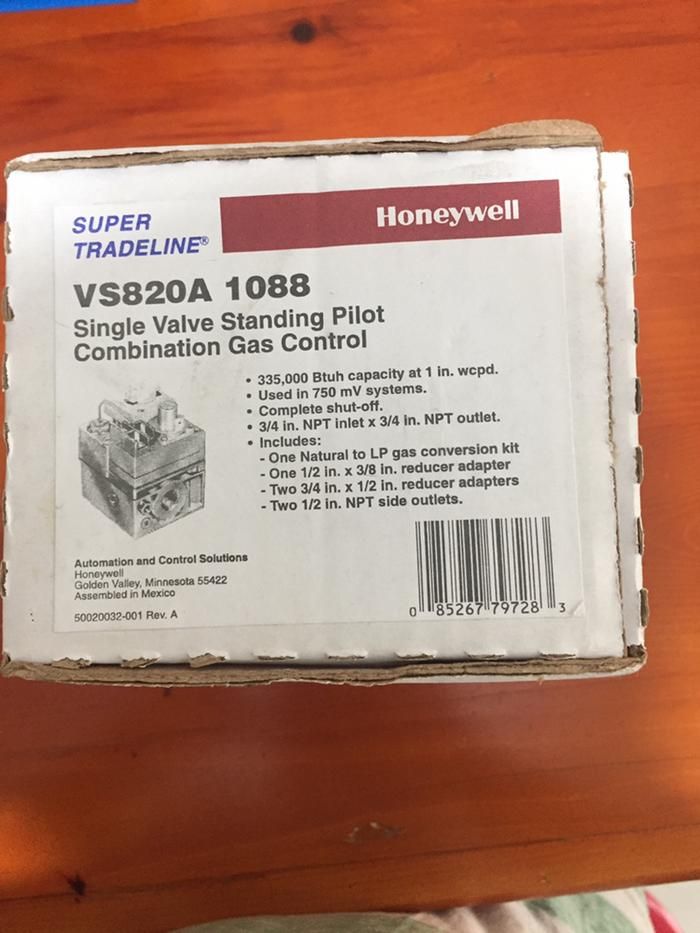 SUPER
TRADELINE®
Honeywell
VS820A 1088
Single Valve Standing Pilot
Combination Gas Control
• 335,000 Btuh capacity at 1 in. wcpd.
• Used in 750 mV systems.
• Complete shut-off.
• 3/4 in. NPT inlet x 3/4 in. NPT outlet.
• Includes:
- One Natural to LP gas conversion kit
- One 1/2 in. x 3/8 in. reducer adapter
- Two 3/4 in. x 1/2 in. reducer adapters
- Two 1/2 in. NPT side outlets.
Automation and Control Solutions
Honeywell
Golden Valley, Minnesota 55422
Assembled in Mexico
50020032-001 Rev. A
0 85267 79728 3